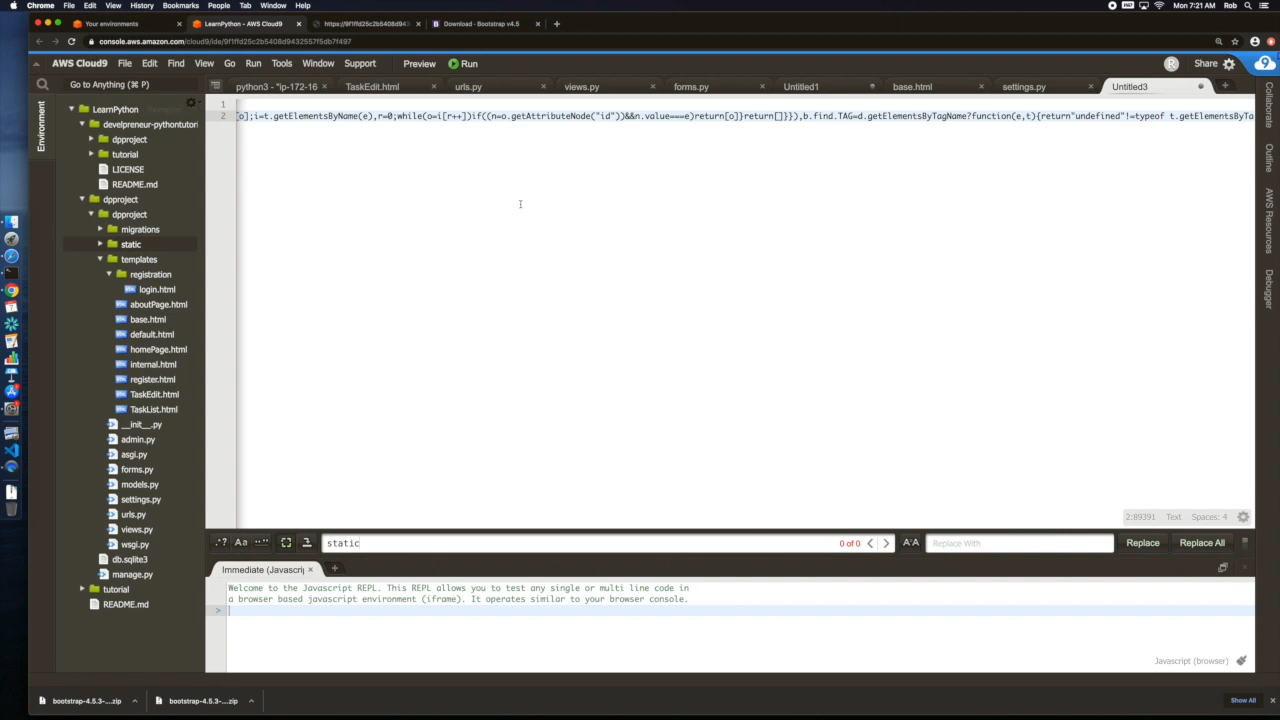 Chrome File Edit View History Bookmarks People Tab Window Help
HD Mon 7:21 AM Rob
Your environments
LearnPython - AWS Cloud9
https://9f1ffd25c2b5408d943
Download · Bootstrap v4.5
console.aws.amazon.com/cloud9/ide/9f1ffd25c2b5408d9432557f5db7f497
AWS Cloud9 File Edit Find View Go Run Tools Window Support Preview Run
R Share
Go to Anything (⌘ P)
python3 - "ip-172-16 TaskEdit.html urls.py views.py forms.py Untitled1 base.html settings.py Untitled3
Environment
LearnPython
develpreneur-pythontutori
dpproject
tutorial
LICENSE
README.md
dpproject
dpproject
migrations
static
templates
registration
login.html
aboutPage.html
base.html
default.html
homePage.html
internal.html
register.html
TaskEdit.html
TaskList.html
__init__.py
admin.py
asgi.py
forms.py
models.py
settings.py
urls.py
views.py
wsgi.py
db.sqlite3
manage.py
tutorial
README.md
1
2 [o];i=t.getElementsByName(e),r=0;while(o=i[r++])if((n=o.getAttributeNode("id"))&&n.value===e)return[o]}return[]}}),b.find.TAG=d.getElementsByTagName?function(e,t){return"undefined"!=typeof t.getElementsByTa
Collaborate
Outline
AWS Resources
Debugger
2:89391 Text Spaces: 4
.* Aa static 0 of 0 Replace With Replace Replace All
Immediate (Javascrip
Welcome to the Javascript REPL. This REPL allows you to test any single or multi line code in
a browser based javascript environment (iframe). It operates similar to your browser console.
>
Javascript (browser)
bootstrap-4.5.3-....zip
bootstrap-4.5.3-....zip
Show All